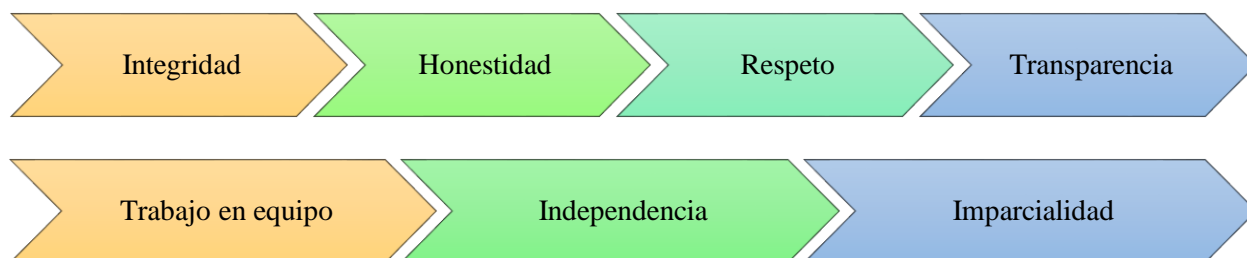 Integridad Honestidad Respeto Transparencia
Trabajo en equipo Independencia Imparcialidad